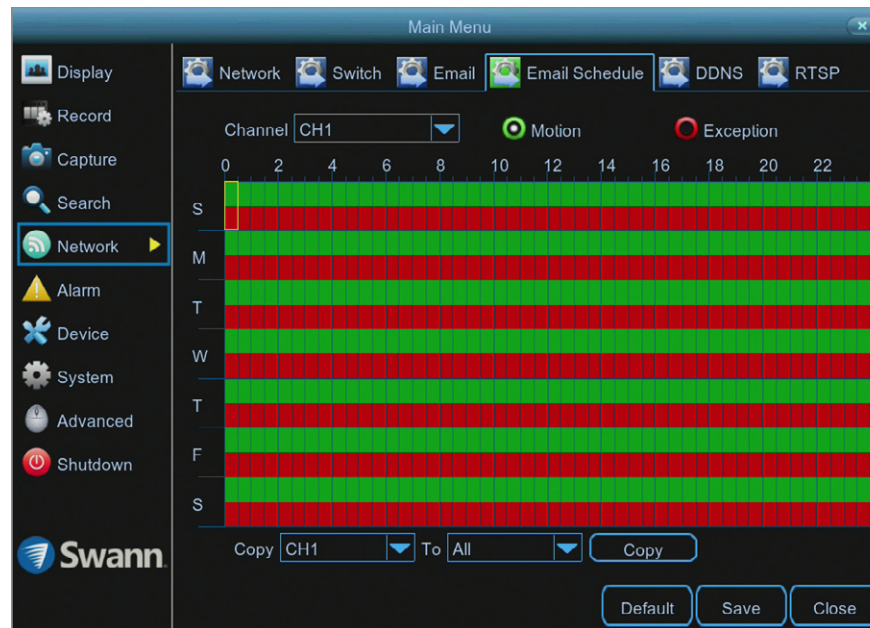 Main Menu
Display
Record
Capture
Search
Network
Alarm
Device
System
Advanced
Shutdown
Swann
Network Switch Email Email Schedule DDNS RTSP
Channel CH1 Motion Exception
0 2 4 6 8 10 12 14 16 18 20 22
S
M
T
W
T
F
S
Copy CH1 To All Copy
Default Save Close